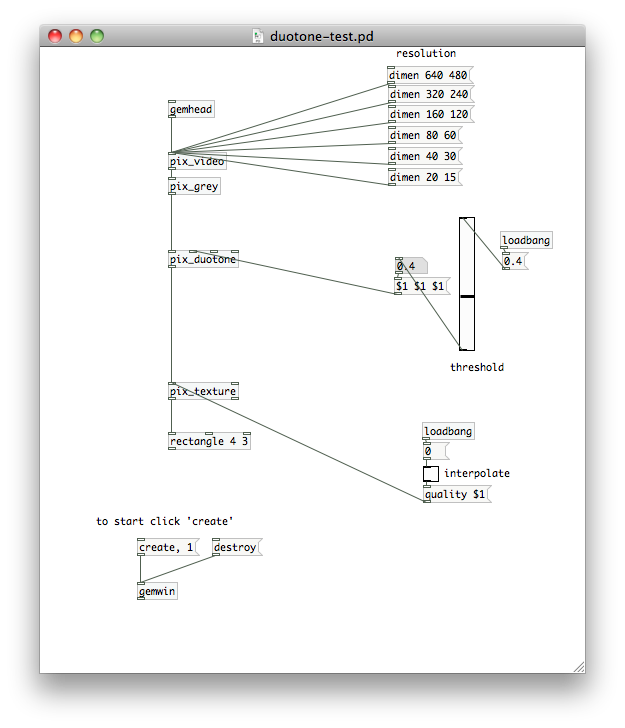 duotone-test.pd
resolution
dimen 640 480
dimen 320 240
gemhead
dimen 160 120
dimen 80 60
pix_video
dimen 40 30
pix_grey
dimen 20 15
loadbang
pix_duotone
0.4
0.4
$1 $1 $1
threshold
pix_texture
rectangle 4 3
loadbang
0
interpolate
quality $1
to start click 'create'
create, 1
destroy
gemwin